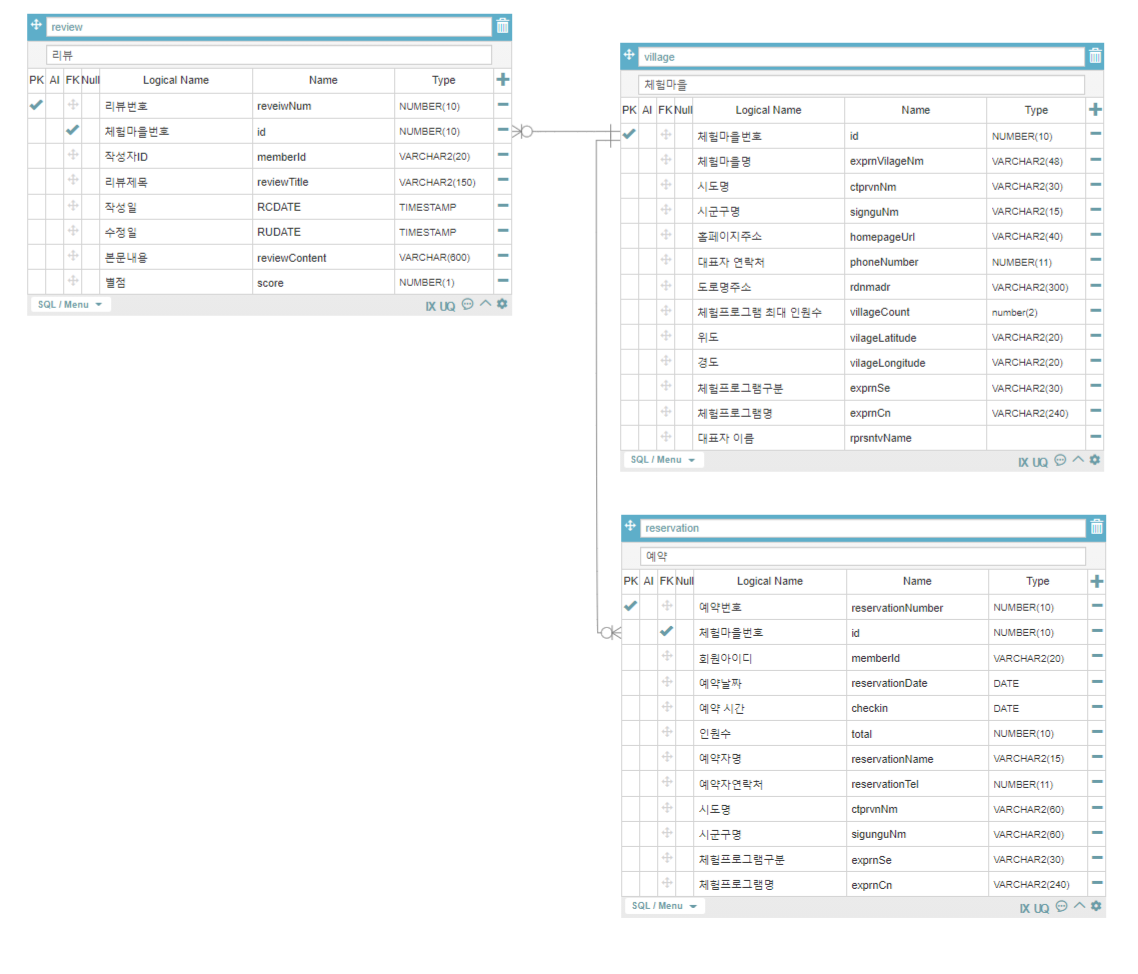 review
리뷰
PK AI FK Null Logical Name Name Type
리뷰번호 reveiwNum NUMBER(10)
체험마을번호 id NUMBER(10)
작성자ID memberId VARCHAR2(20)
리뷰제목 reviewTitle VARCHAR2(150)
작성일 RCDATE TIMESTAMP
수정일 RUDATE TIMESTAMP
본문내용 reviewContent VARCHAR(600)
별점 score NUMBER(1)
SQL / Menu IX UQ
village
체험마을
PK AI FK Null Logical Name Name Type
체험마을번호 id NUMBER(10)
체험마을명 exprnVilageNm VARCHAR2(48)
시도명 ctprvnNm VARCHAR2(30)
시군구명 signguNm VARCHAR2(15)
홈페이지주소 homepageUrl VARCHAR2(40)
대표자 연락처 phoneNumber NUMBER(11)
도로명주소 rdnmadr VARCHAR2(300)
체험프로그램 최대 인원수 villageCount number(2)
위도 vilageLatitude VARCHAR2(20)
경도 vilageLongitude VARCHAR2(20)
체험프로그램구분 exprnSe VARCHAR2(30)
체험프로그램명 exprnCn VARCHAR2(240)
대표자 이름 rprsntvName
SQL / Menu IX UQ
reservation
예약
PK AI FK Null Logical Name Name Type
예약번호 reservationNumber NUMBER(10)
체험마을번호 id NUMBER(10)
회원아이디 memberId VARCHAR2(20)
예약날짜 reservationDate DATE
예약 시간 checkin DATE
인원수 total NUMBER(10)
예약자명 reservationName VARCHAR2(15)
예약자연락처 reservationTel NUMBER(11)
시도명 ctprvnNm VARCHAR2(60)
시군구명 sigunguNm VARCHAR2(60)
체험프로그램구분 exprnSe VARCHAR2(30)
체험프로그램명 exprnCn VARCHAR2(240)
SQL / Menu IX UQ